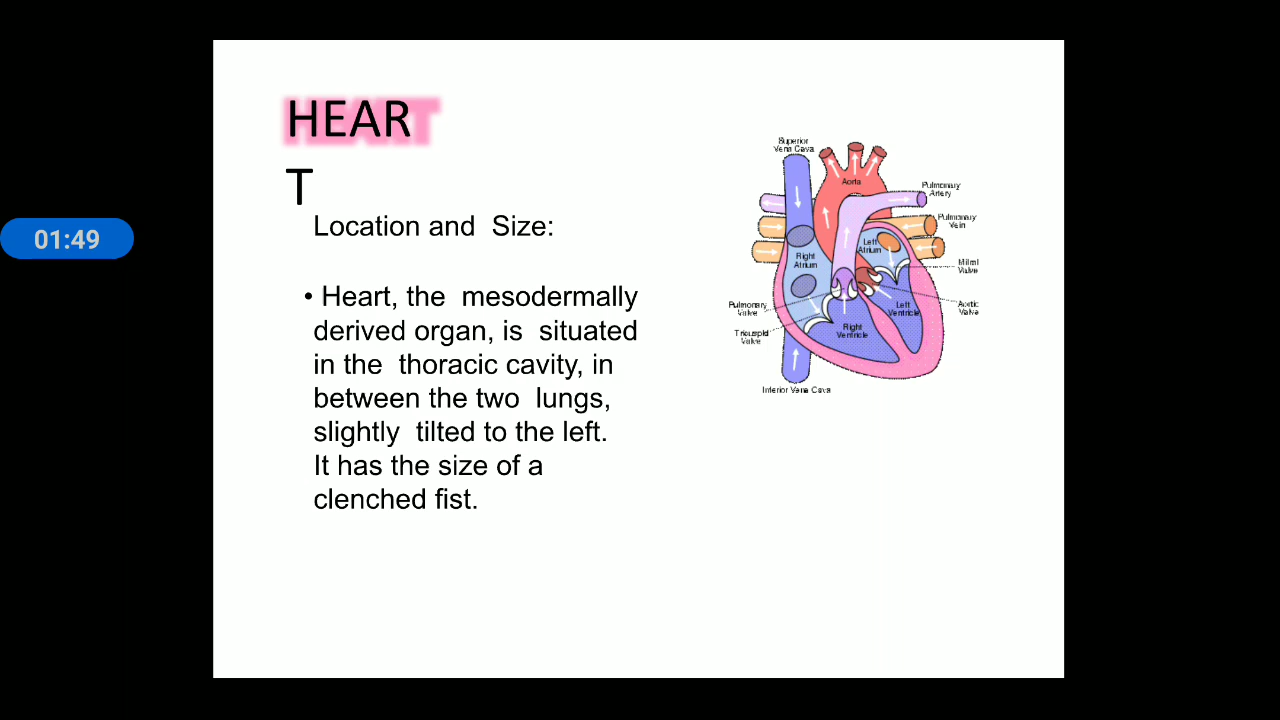 HEAR
T
Location and Size:
• Heart, the mesodermally
derived organ, is situated
in the thoracic cavity, in
between the two lungs,
slightly tilted to the left.
It has the size of a
clenched fist.
01:49
Superior
Vena Cava
Aorta
Pulmonary
Artery
Pulmonary
Vein
Left
Atrium
Right
Atrium
Mitral
Valve
Pulmonary
Valve
Aortic
Valve
Left
Ventricle
Tricuspid
Valve
Right
Ventricle
Inferior Vena Cava